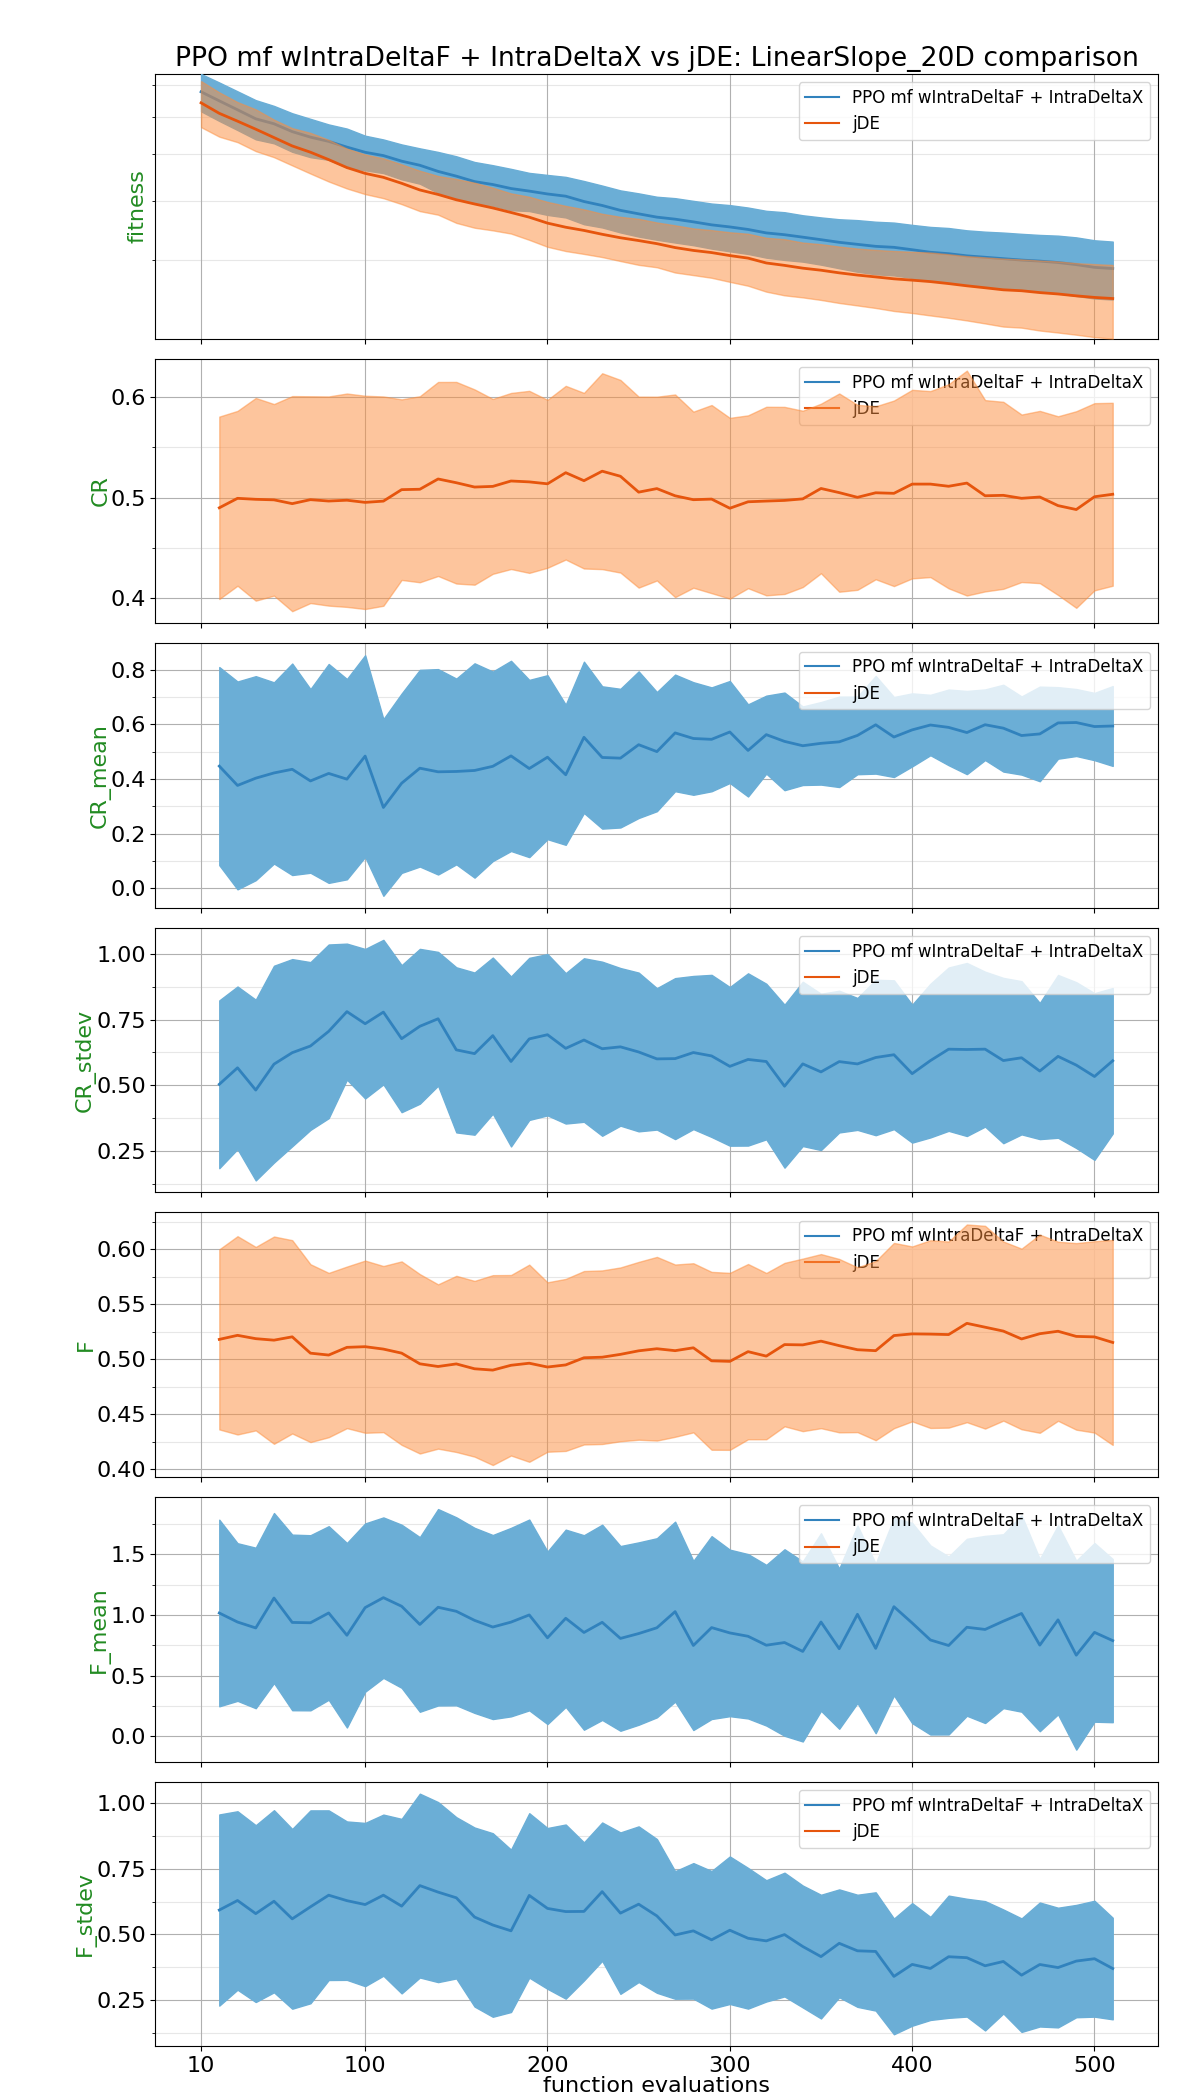 PPO mf wIntraDeltaF + IntraDeltaX vs jDE: LinearSlope_20D comparison
fitness
PPO mf wIntraDeltaF + IntraDeltaX
jDE
CR
0.6
0.5
0.4
PPO mf wIntraDeltaF + IntraDeltaX
jDE
CR_mean
0.8
0.6
0.4
0.2
0.0
PPO mf wIntraDeltaF + IntraDeltaX
jDE
CR_stdev
1.00
0.75
0.50
0.25
PPO mf wIntraDeltaF + IntraDeltaX
jDE
F
0.60
0.55
0.50
0.45
0.40
PPO mf wIntraDeltaF + IntraDeltaX
jDE
F_mean
1.5
1.0
0.5
0.0
PPO mf wIntraDeltaF + IntraDeltaX
jDE
F_stdev
1.00
0.75
0.50
0.25
PPO mf wIntraDeltaF + IntraDeltaX
jDE
10 100 200 300 400 500
function evaluations